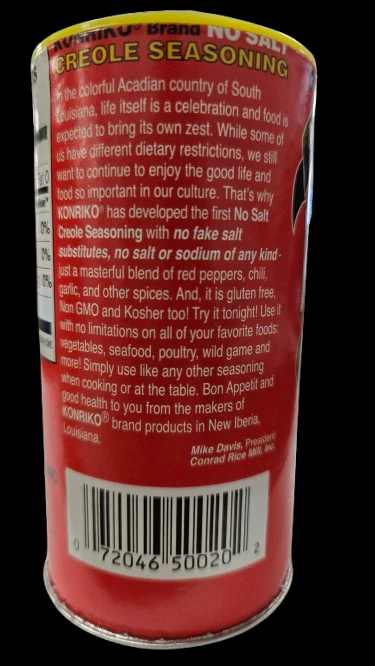 KONRIKO® Brand NO SALT
CREOLE SEASONING
In the colorful Acadian country of South
Louisiana, life itself is a celebration and food is
expected to bring its own zest. While some of
us have different dietary restrictions, we still
want to continue to enjoy the good life and
food so important in our culture. That's why
KONRIKO® has developed the first No Salt
Creole Seasoning with no fake salt
substitutes, no salt or sodium of any kind-
just a masterful blend of red peppers, chili,
garlic, and other spices. And, it is gluten free,
Non GMO and Kosher too! Try it tonight! Use it
with no limitations on all of your favorite foods:
vegetables, seafood, poultry, wild game and
more! Simply use like any other seasoning
when cooking or at the table. Bon Appetit and
good health to you from the makers of
KONRIKO® brand products in New Iberia,
Louisiana.
Mike Davis, President
Conrad Rice Mill, Inc.
0 72046 50020 2